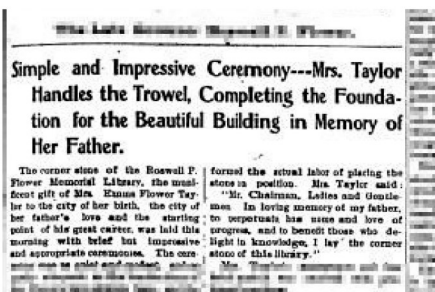 Simple and Impressive Ceremony---Mrs. Taylor
Handles the Trowel, Completing the Founda-
tion for the Beautiful Building in Memory of
Her Father.
The corner stone of the Roswell P.
Flower Memorial Library, the muni-
ficent gift of Mrs. Emma Flower Tay-
lor to the city of her birth, the city of
her father's love and the starting
point of his great career, was laid this
morning with brief but impressive
and appropriate ceremonies. The cere-
formed the actual labor of placing the
stone in position. Mrs. Taylor said:
"Mr. Chairman, Ladies and Gentle-
men. In loving memory of my father,
to perpetuate his name and love of
progress, and to benefit those who de-
light in knowledge, I lay the corner
stone of this library."